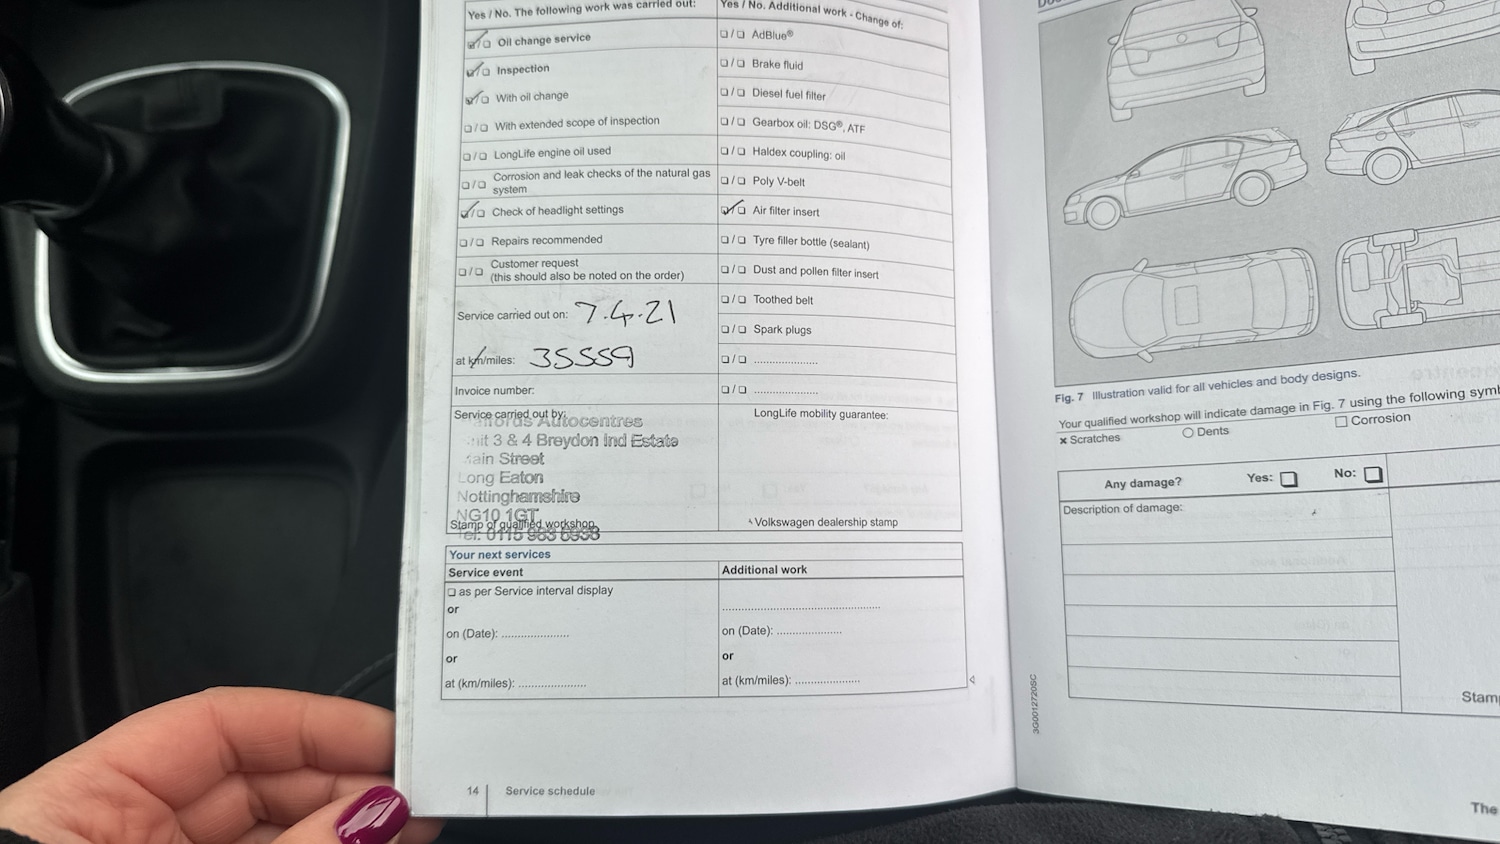 Yes / No. The following work was carried out:
❑/❑ Oil change service
❑/❑ Inspection
❑/❑ With oil change
❑/❑ With extended scope of inspection
❑/❑ LongLife engine oil used
❑/❑ Corrosion and leak checks of the natural gas
system
❑/❑ Check of headlight settings
❑/❑ Repairs recommended
❑/❑ Customer request
(this should also be noted on the order)
Service carried out on: 7.4.21
at km/miles: 35559
Invoice number:
Service carried out by:
Autocentres
3 & 4 Breydon Ind Estate
Street
Long Eaton
Nottinghamshire
NG10 1GT
Stamp of qualified workshop
Yes / No. Additional work - Change of:
❑/❑ AdBlue®
❑/❑ Brake fluid
❑/❑ Diesel fuel filter
❑/❑ Gearbox oil: DSG®, ATF
❑/❑ Haldex coupling: oil
❑/❑ Poly V-belt
❑/❑ Air filter insert
❑/❑ Tyre filler bottle (sealant)
❑/❑ Dust and pollen filter insert
❑/❑ Toothed belt
❑/❑ Spark plugs
❑/❑ .....................
❑/❑ .....................
LongLife mobility guarantee:
Volkswagen dealership stamp
Your next services
Service event
❑ as per Service interval display
or
on (Date): .....................
or
at (km/miles): .....................
Additional work
.....................
on (Date): .....................
or
at (km/miles): .....................
14 Service schedule
Fig. 7 Illustration valid for all vehicles and body designs.
Your qualified workshop will indicate damage in Fig. 7 using the following
× Scratches
○ Dents
□ Corrosion
Any damage? Yes: ❑ No: ❑
Description of damage:
3G0012720SC
The